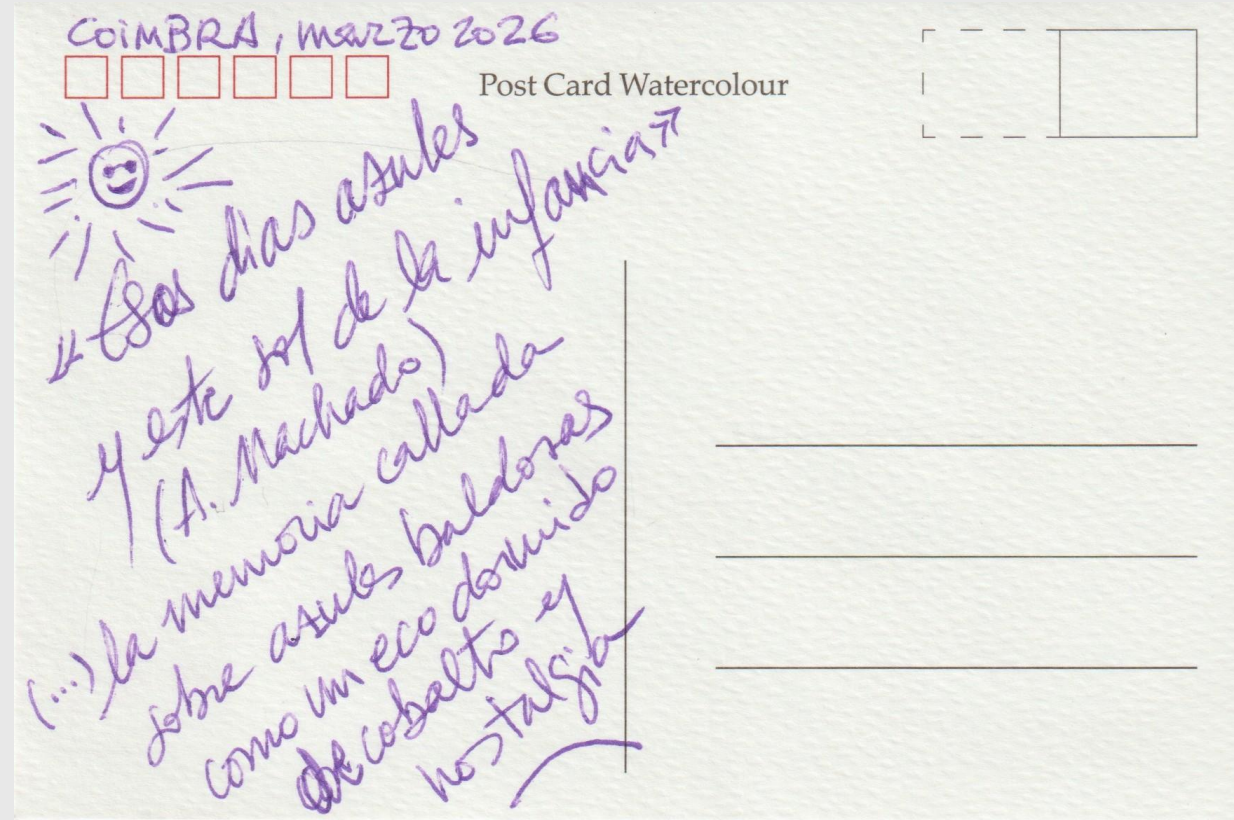 COIMBRA, marzo 2026
Post Card Watercolour
«Esos días azules
y este sol de la infancia»
(A. Machado)
(...) la memoria callada
sobre azules baldosas
como un eco dormido
de cobalto y
nostalgia